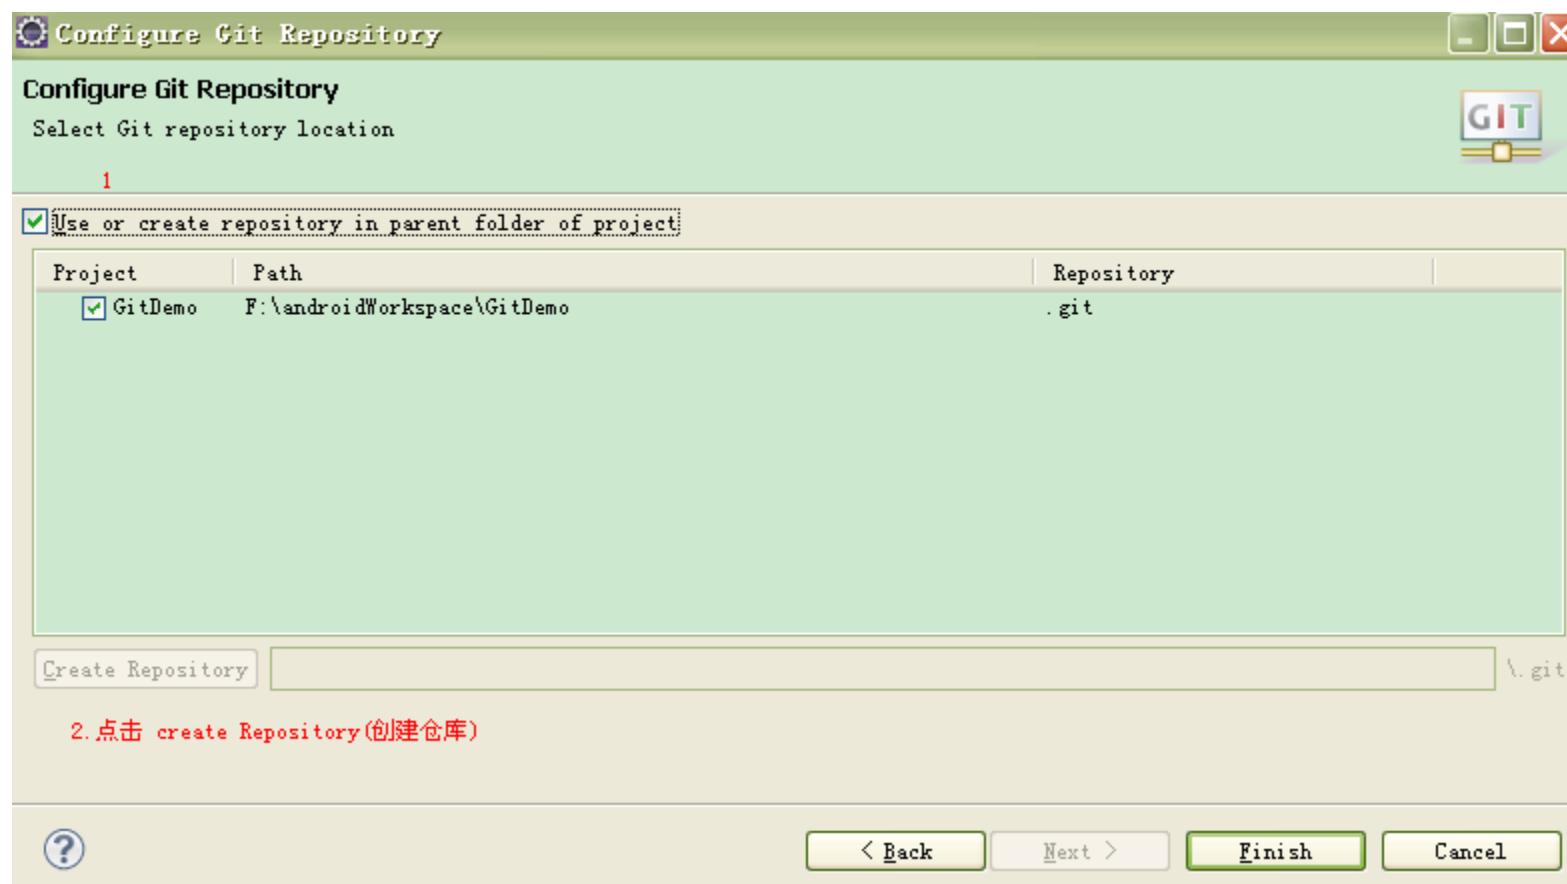 Configure Git Repository
Configure Git Repository
Select Git repository location
GIT
1
Use or create repository in parent folder of project
Project Path Repository
GitDemo F:\androidWorkspace\GitDemo .git
Create Repository \.git
2.点击 create Repository(创建仓库)
? < Back Next > Finish Cancel